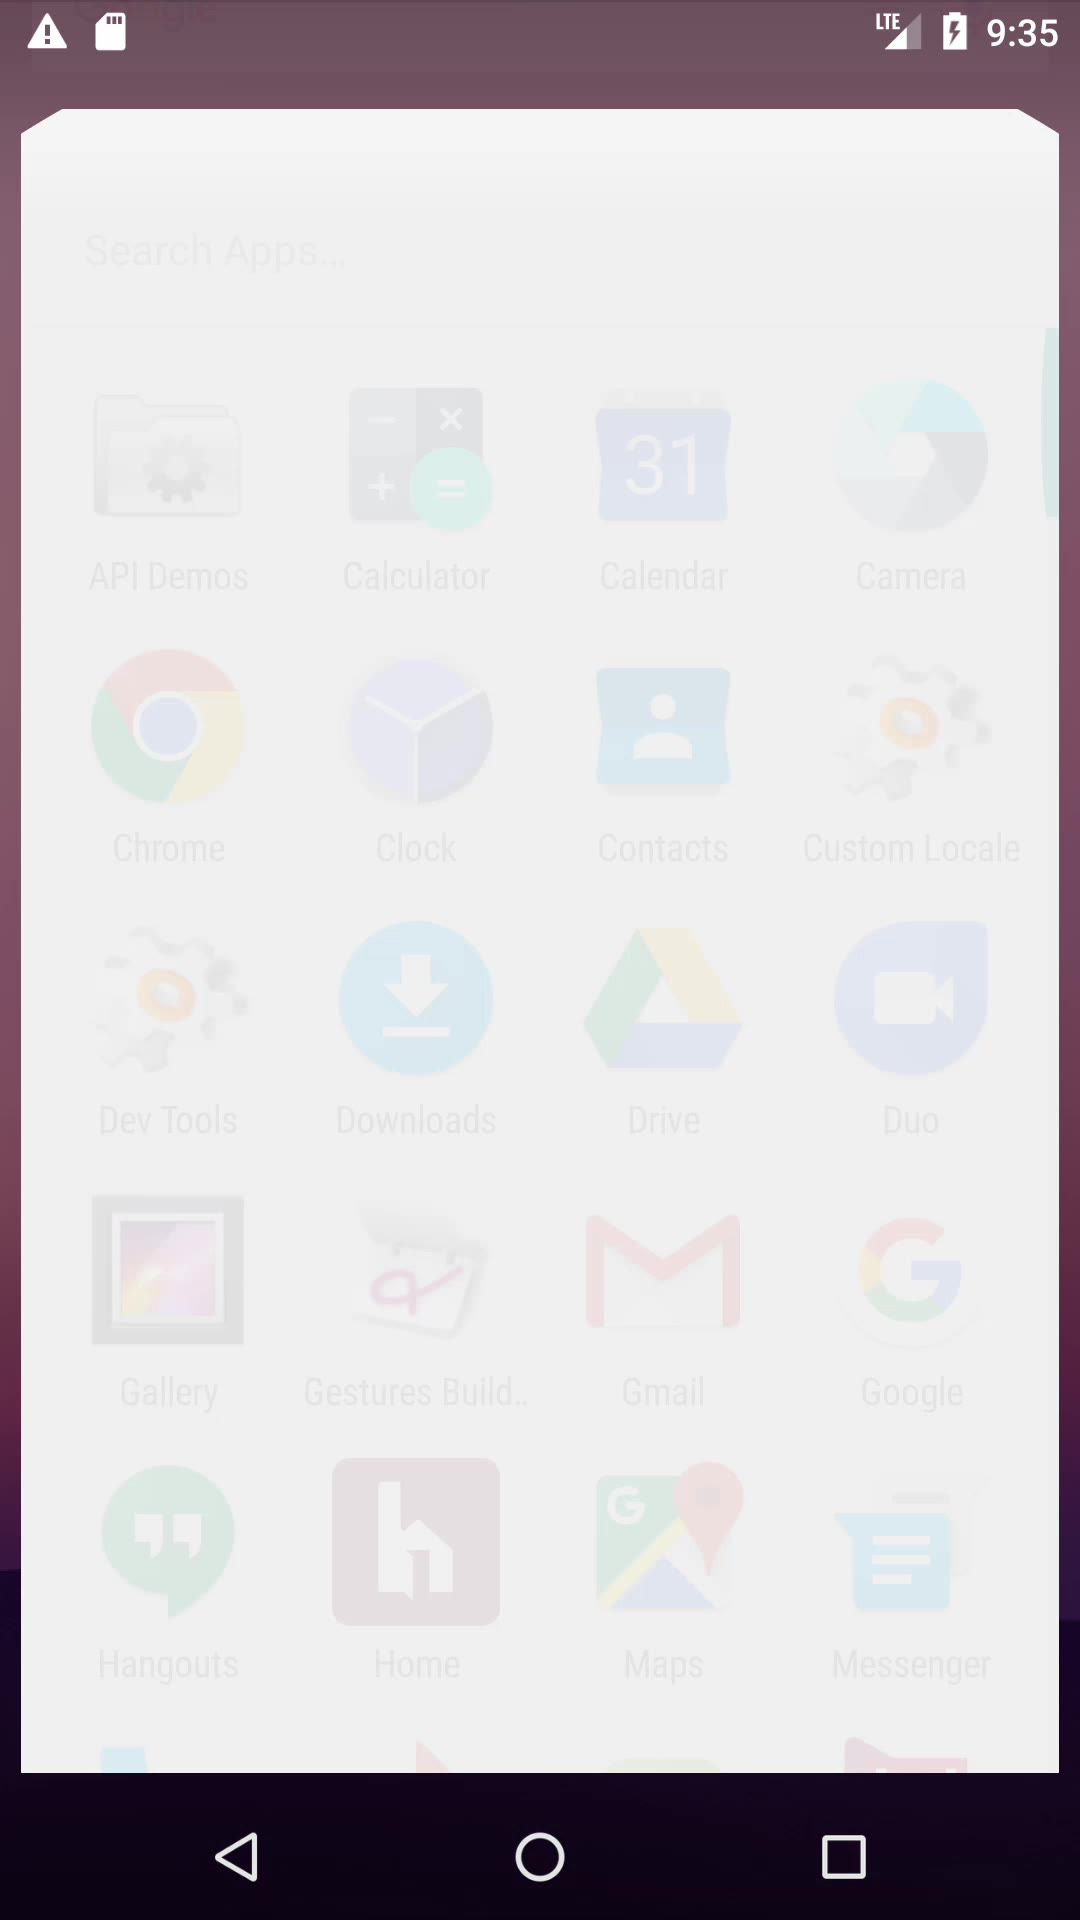 Google
LTE 9:35
Search Apps...
31
API Demos Calculator Calendar Camera
Chrome Clock Contacts Custom Locale
Dev Tools Downloads Drive Duo
G
Gallery Gestures Build.. Gmail Google
h G
Hangouts Home Maps Messenger